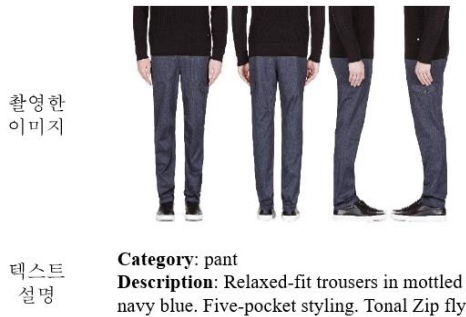 촬영한
이미지
텍스트
설명
Category: pant
Description: Relaxed-fit trousers in mottled
navy blue. Five-pocket styling. Tonal Zip fly